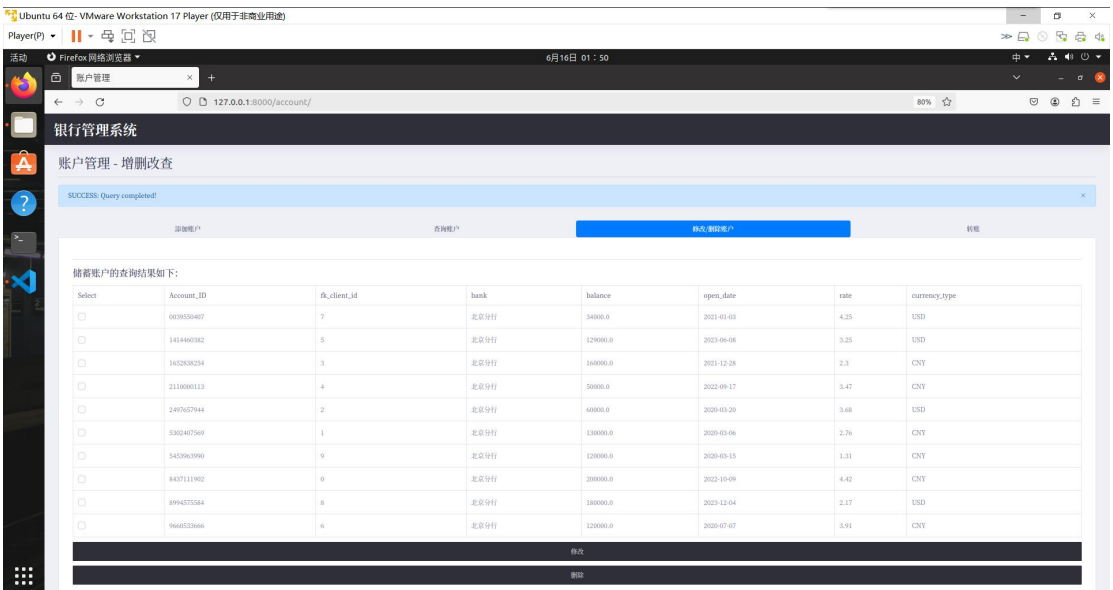 Ubuntu 64 位- VMware Workstation 17 Player (仅用于非商业用途)
Player(P)
活动 Firefox 网络浏览器 6月16日 01：50 中
账户管理
127.0.0.1:8000/account/ 80%
银行管理系统
账户管理 - 增删改查
SUCCESS: Query completed!
添加账户 查询账户 修改/删除账户 转账
储蓄账户的查询结果如下:
Select Account_ID fk_client_id bank balance open_date rate currency_type
0039550407 7 北京分行 54000.0 2021-01-03 4.25 USD
1414460382 5 北京分行 129000.0 2023-06-08 3.25 USD
1652838254 3 北京分行 160000.0 2021-12-28 2.3 CNY
2110000113 4 北京分行 50000.0 2022-09-17 3.47 CNY
2497657944 2 北京分行 60000.0 2020-03-20 3.68 USD
5302407569 1 北京分行 130000.0 2020-03-06 2.76 CNY
5453963990 9 北京分行 120000.0 2020-03-15 1.31 CNY
8437111902 0 北京分行 200000.0 2022-10-09 4.42 CNY
8994575584 8 北京分行 180000.0 2023-12-04 2.17 USD
9660533666 6 北京分行 120000.0 2020-07-07 3.91 CNY
修改
删除